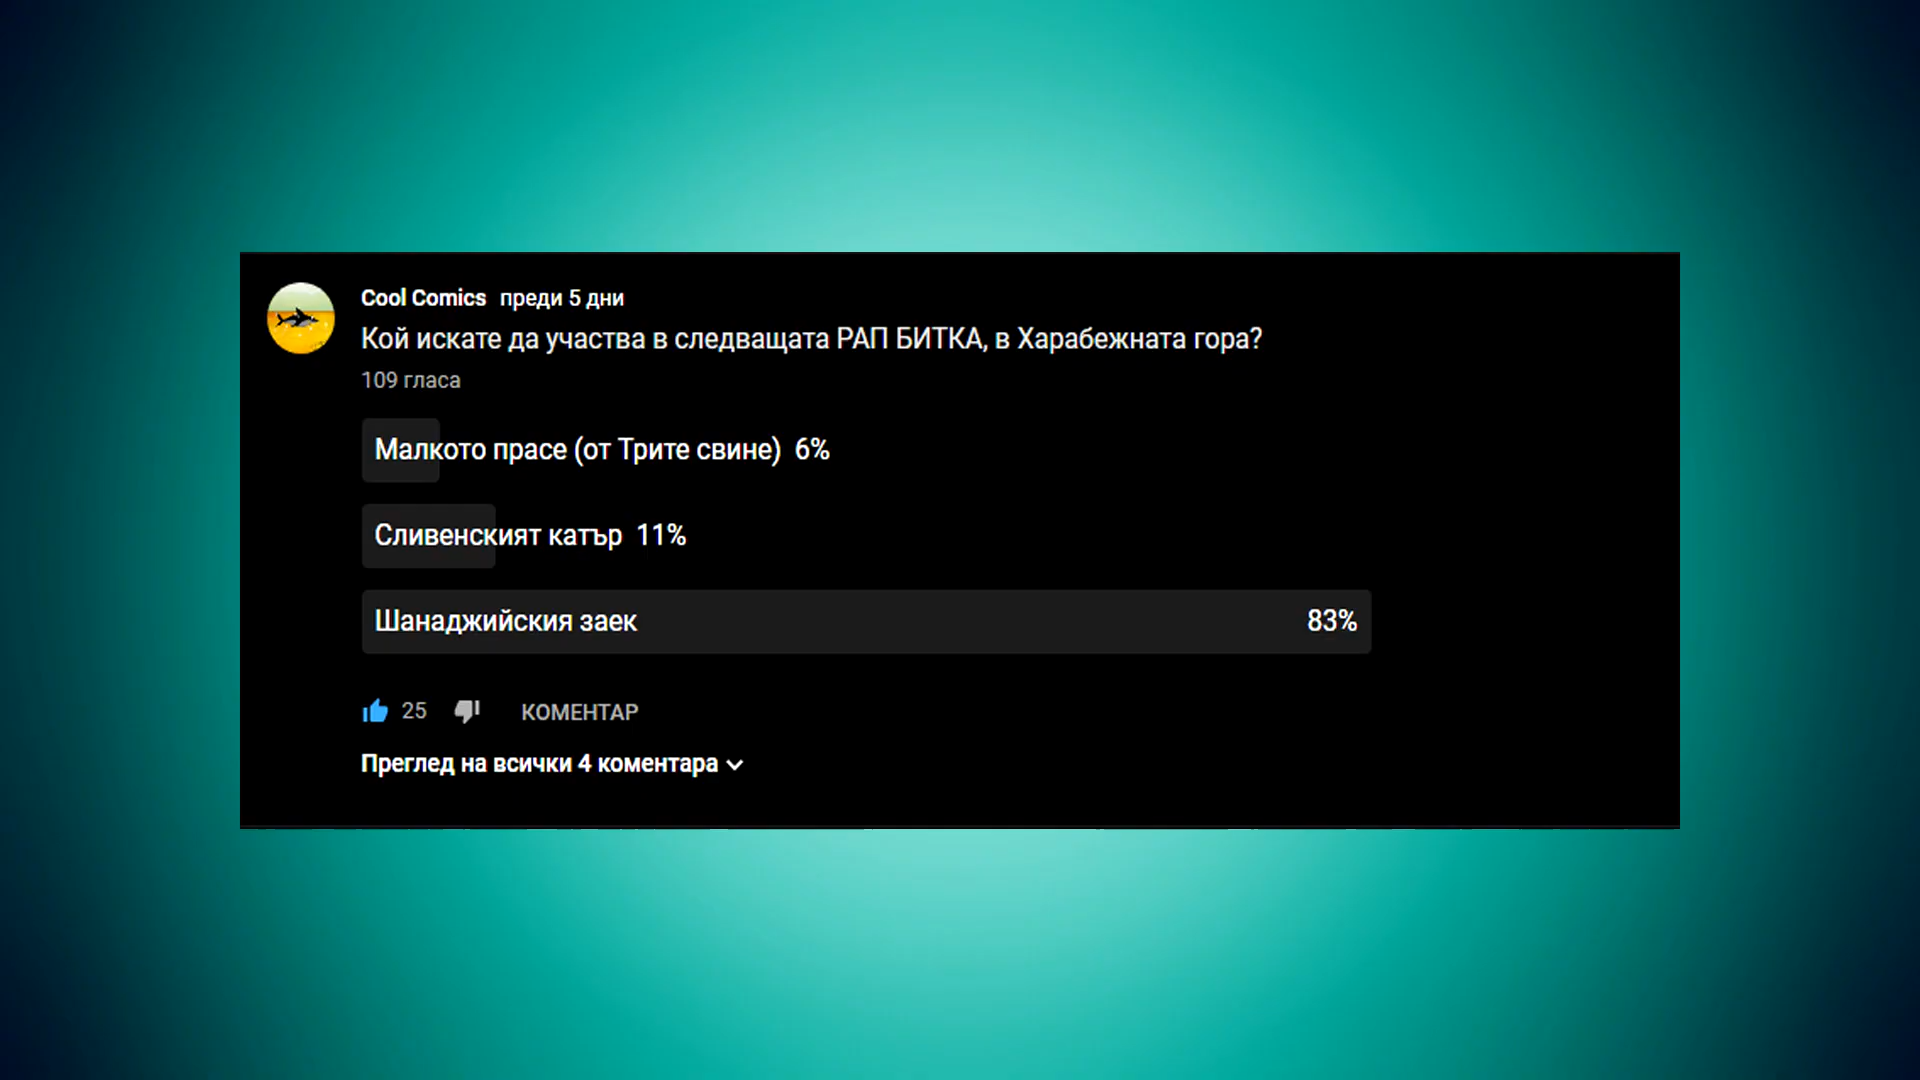 Cool Comics преди 5 дни
Кой искате да участва в следващата РАП БИТКА, в Харабежната гора?
109 гласа
Малкото прасе (от Трите свине) 6%
Сливенският катър 11%
Шанаджийския заек 83%
25 КОМЕНТАР
Преглед на всички 4 коментара